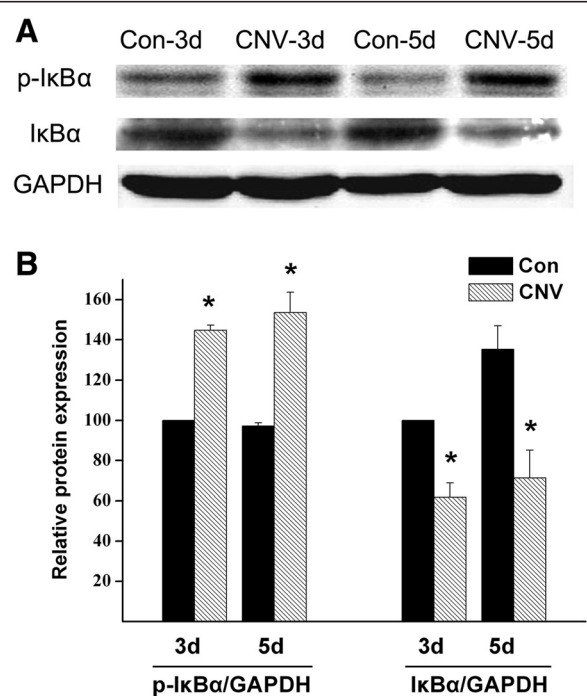 A
Con-3d CNV-3d Con-5d CNV-5d
p-IκBα
IκBα
GAPDH
B
Con
CNV
Relative protein expression
160
140
120
100
80
60
40
20
* * * *
3d 5d 3d 5d
p-IκBα/GAPDH IκBα/GAPDH